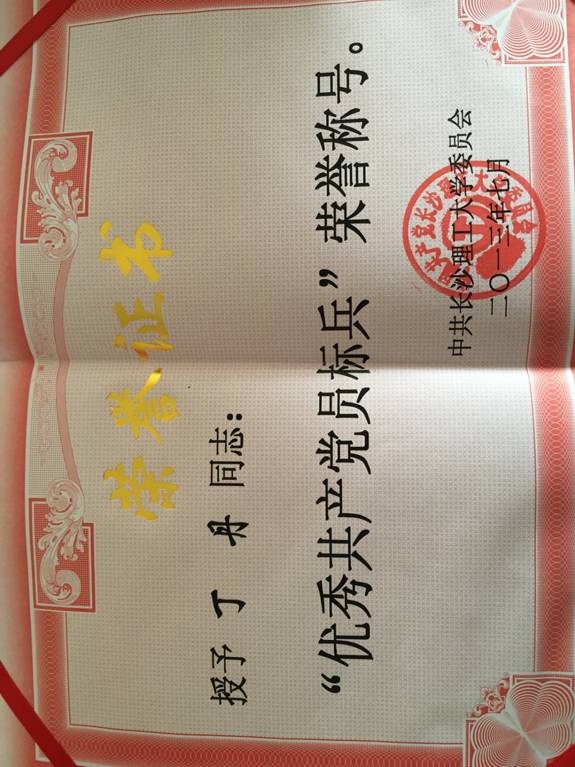 荣誉证书
授予 丁 丹 同志：
“优秀共产党员标兵”荣誉称号。
中共长沙理工大学委员会
二〇一三年七月